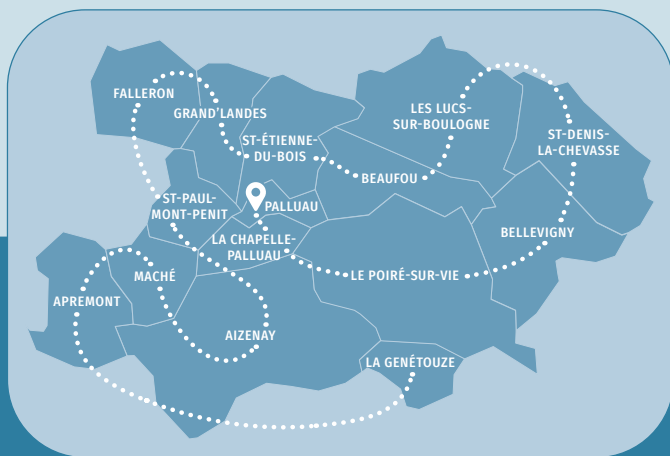 FALLERON
GRAND'LANDES
ST-ÉTIENNE-
DU-BOIS
LES LUCS-
SUR-BOULOGNE
ST-DENIS-
LA-CHEVASSE
BEAUFOU
ST-PAUL-
MONT-PENIT
PALLUAU
LA CHAPELLE-
PALLUAU
BELLEVIGNY
MACHÉ
LE POIRÉ-SUR-VIE
APREMONT
AIZENAY
LA GENÉTOUZE